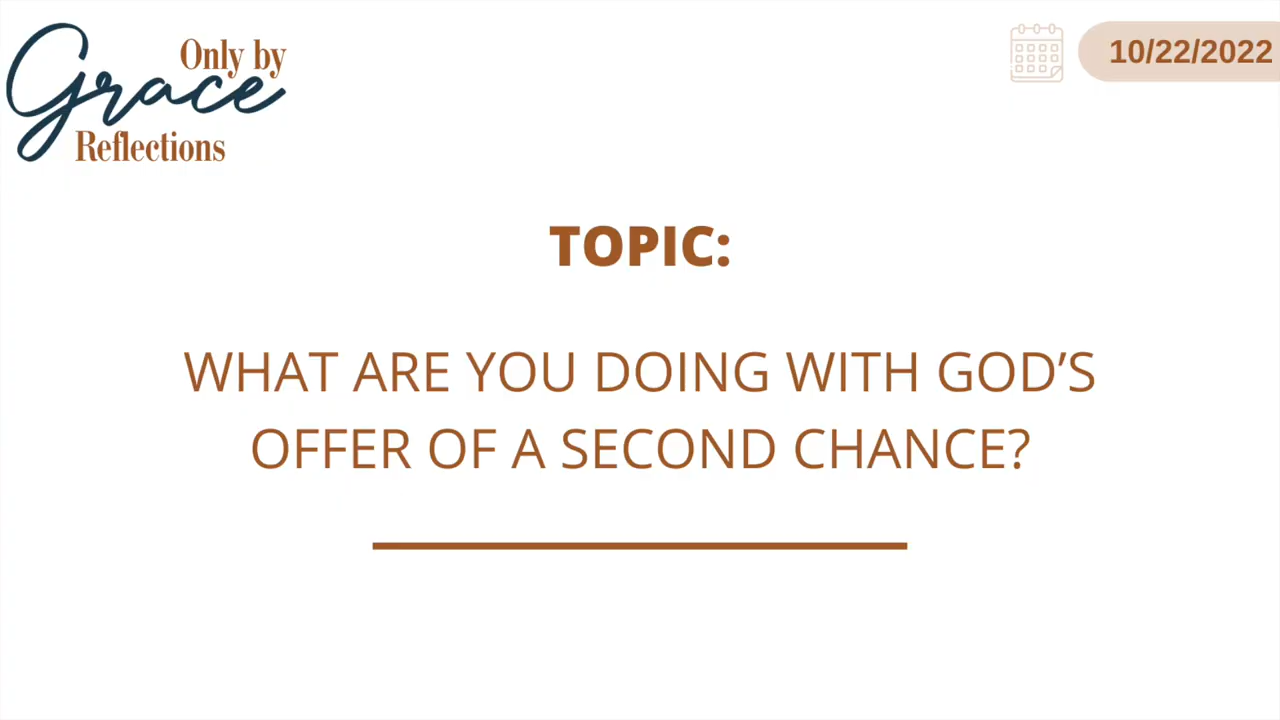 Only by
Grace
Reflections
10/22/2022
TOPIC:
WHAT ARE YOU DOING WITH GOD’S
OFFER OF A SECOND CHANCE?